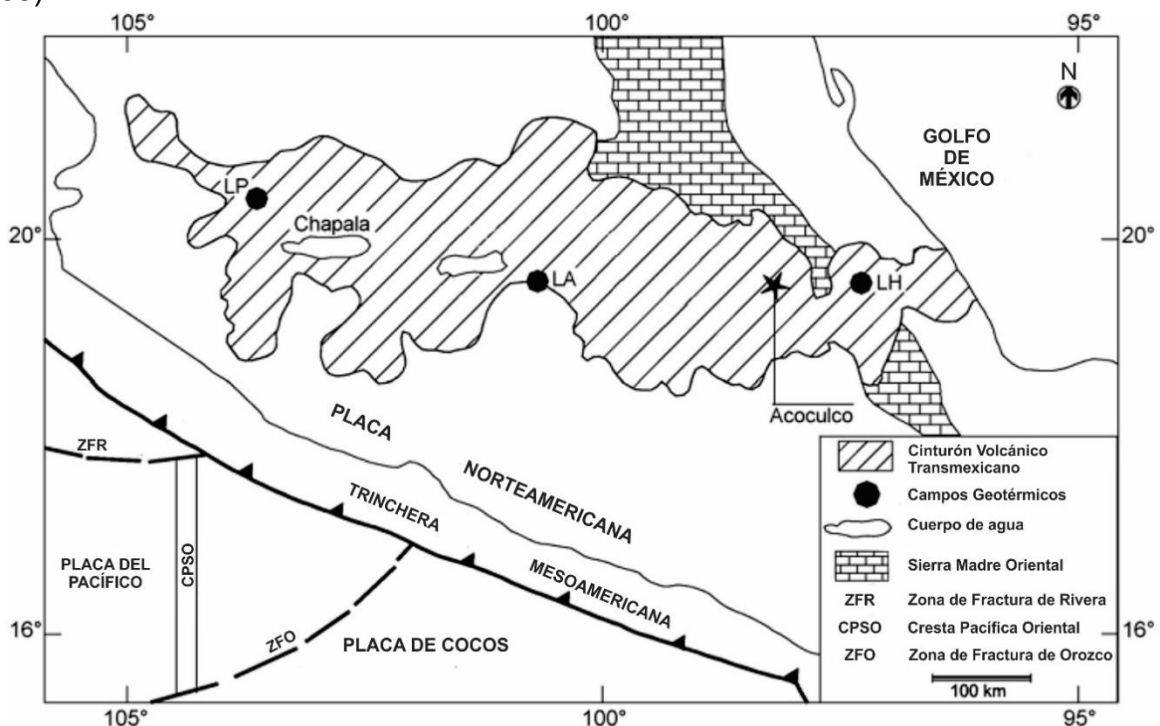 105°
100°
95°
N
GOLFO
DE
MÉXICO
LP
Chapala
20°
20°
LA
LH
Acoculco
PLACA
NORTEAMERICANA
ZFR
TRINCHERA
MESOAMERICANA
PLACA DEL
PACÍFICO
CPSO
ZFO
PLACA DE COCOS
16°
16°
Cinturón Volcánico
Transmexicano
Campos Geotérmicos
Cuerpo de agua
Sierra Madre Oriental
ZFR Zona de Fractura de Rivera
CPSO Cresta Pacífica Oriental
ZFO Zona de Fractura de Orozco
100 km
105°
100°
95°